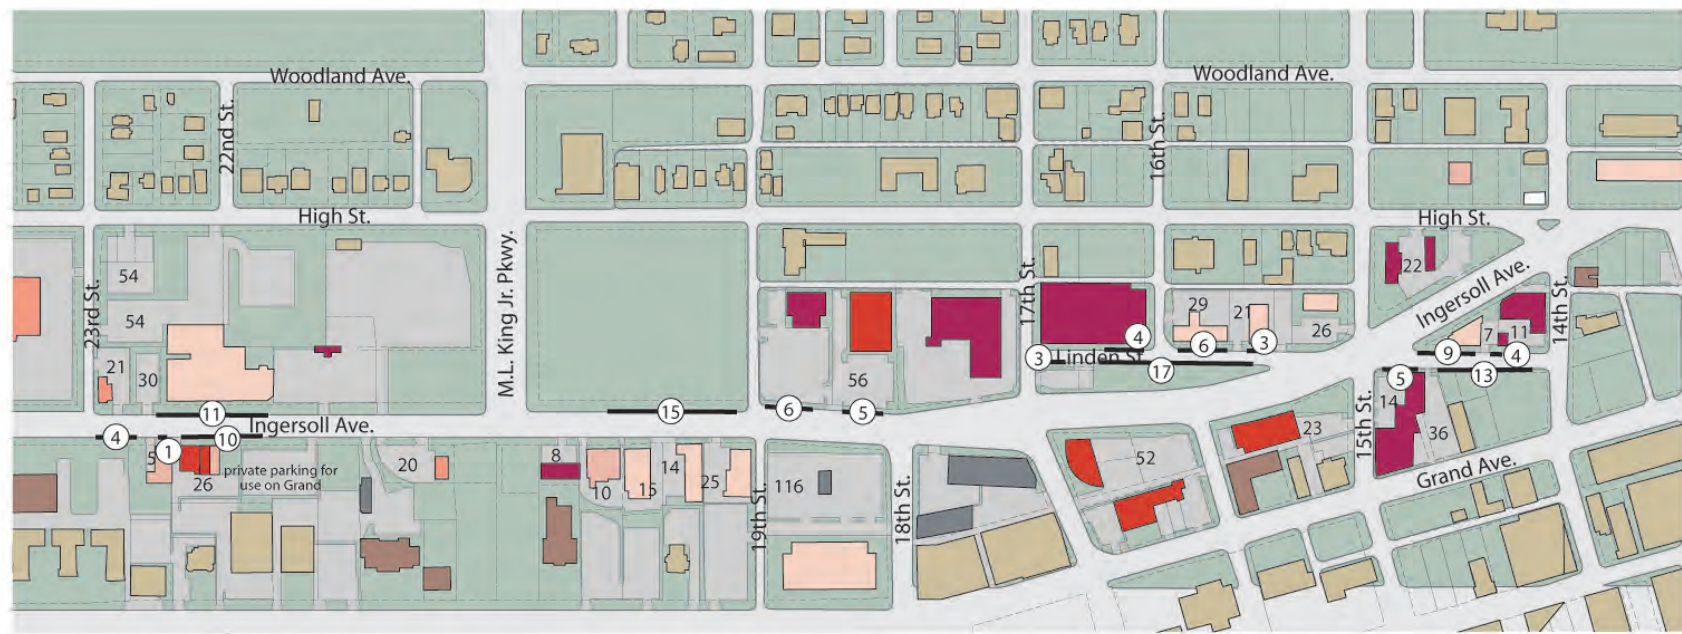 Woodland Ave.
Woodland Ave.
22nd St.
16th St.
High St.
High St.
M.L. King Jr. Pkwy.
54
22
17th St.
Ingersoll Ave.
14th St.
23rd St.
54
29
21
26
7
11
4
6
3
9
4
3
Linden St.
17
5
13
21
30
56
14
11
15
6
5
15th St.
4
1
10
Ingersoll Ave.
23
36
5
26
private parking for
use on Grand
20
8
10
15
14
25
19th St.
116
18th St.
52
Grand Ave.